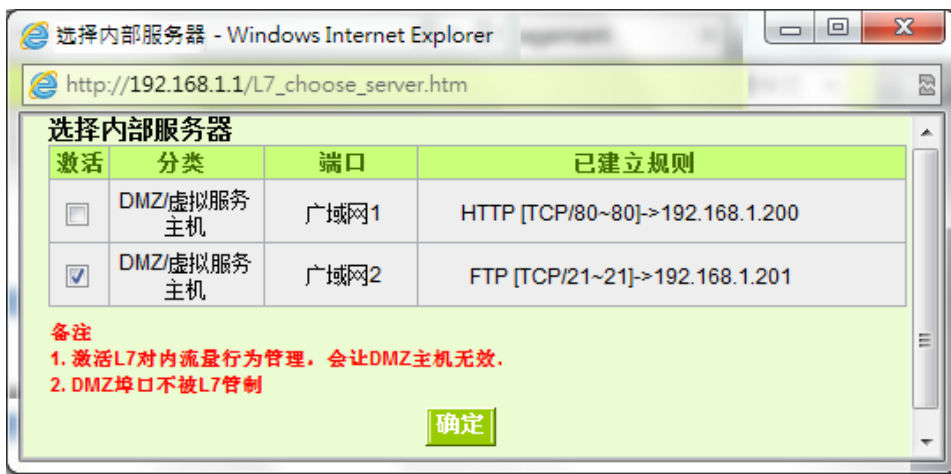 选择内部服务器 - Windows Internet Explorer
http://192.168.1.1/L7_choose_server.htm
选择内部服务器
激活 分类 端口 已建立规则
DMZ/虚拟服务
主机
广域网1
HTTP [TCP/80~80]->192.168.1.200
DMZ/虚拟服务
主机
广域网2
FTP [TCP/21~21]->192.168.1.201
备注
1. 激活L7对内流量行为管理，会让DMZ主机无效.
2. DMZ埠口不被L7管制
确定